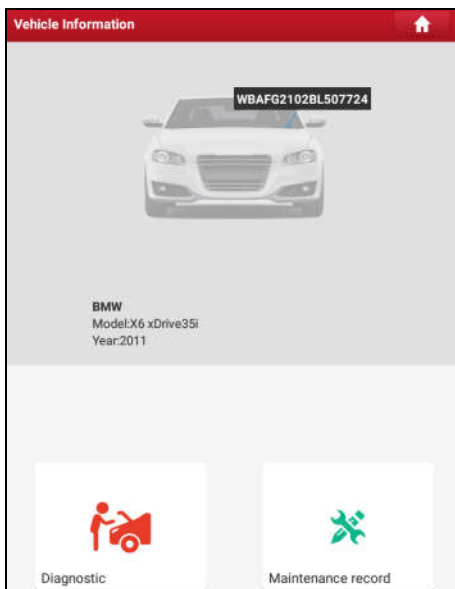 Vehicle Information
WBAFG2102BL507724
BMW
Model:X6 xDrive35i
Year:2011
Diagnostic
Maintenance record